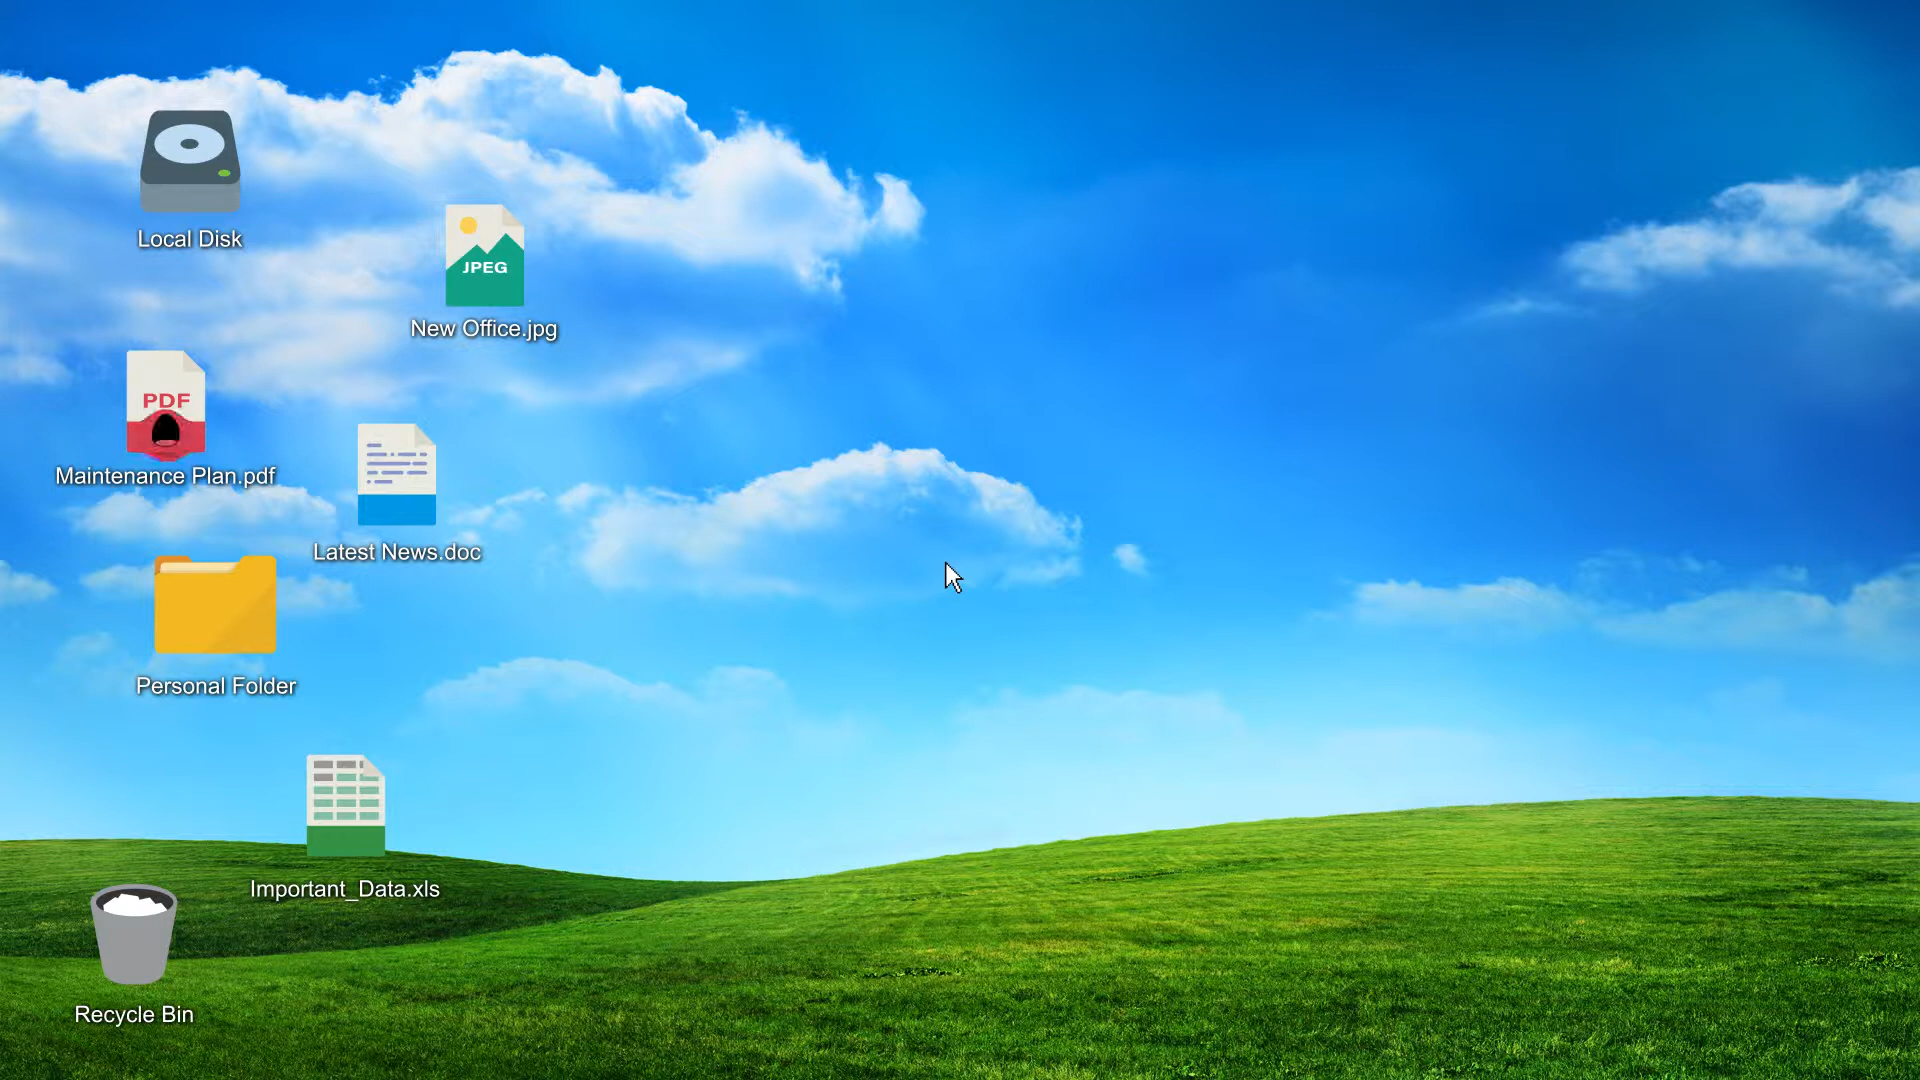 Local Disk
JPEG
New Office.jpg
PDF
Maintenance Plan.pdf
Latest News.doc
Personal Folder
Important_Data.xls
Recycle Bin